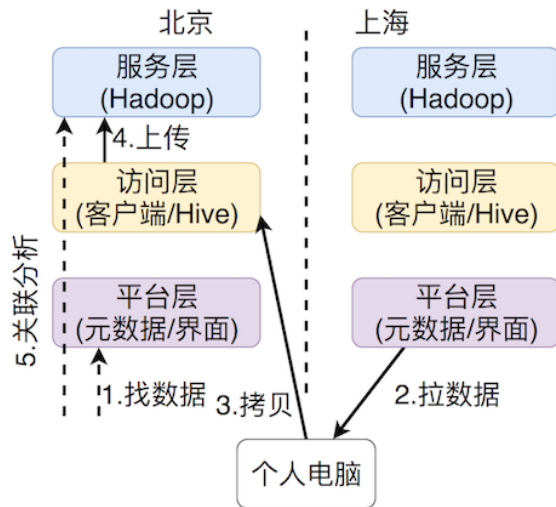 北京
上海
服务层
(Hadoop)
服务层
(Hadoop)
4.上传
访问层
(客户端/Hive)
访问层
(客户端/Hive)
5.关联分析
平台层
(元数据/界面)
平台层
(元数据/界面)
1.找数据
3.拷贝
2.拉数据
个人电脑